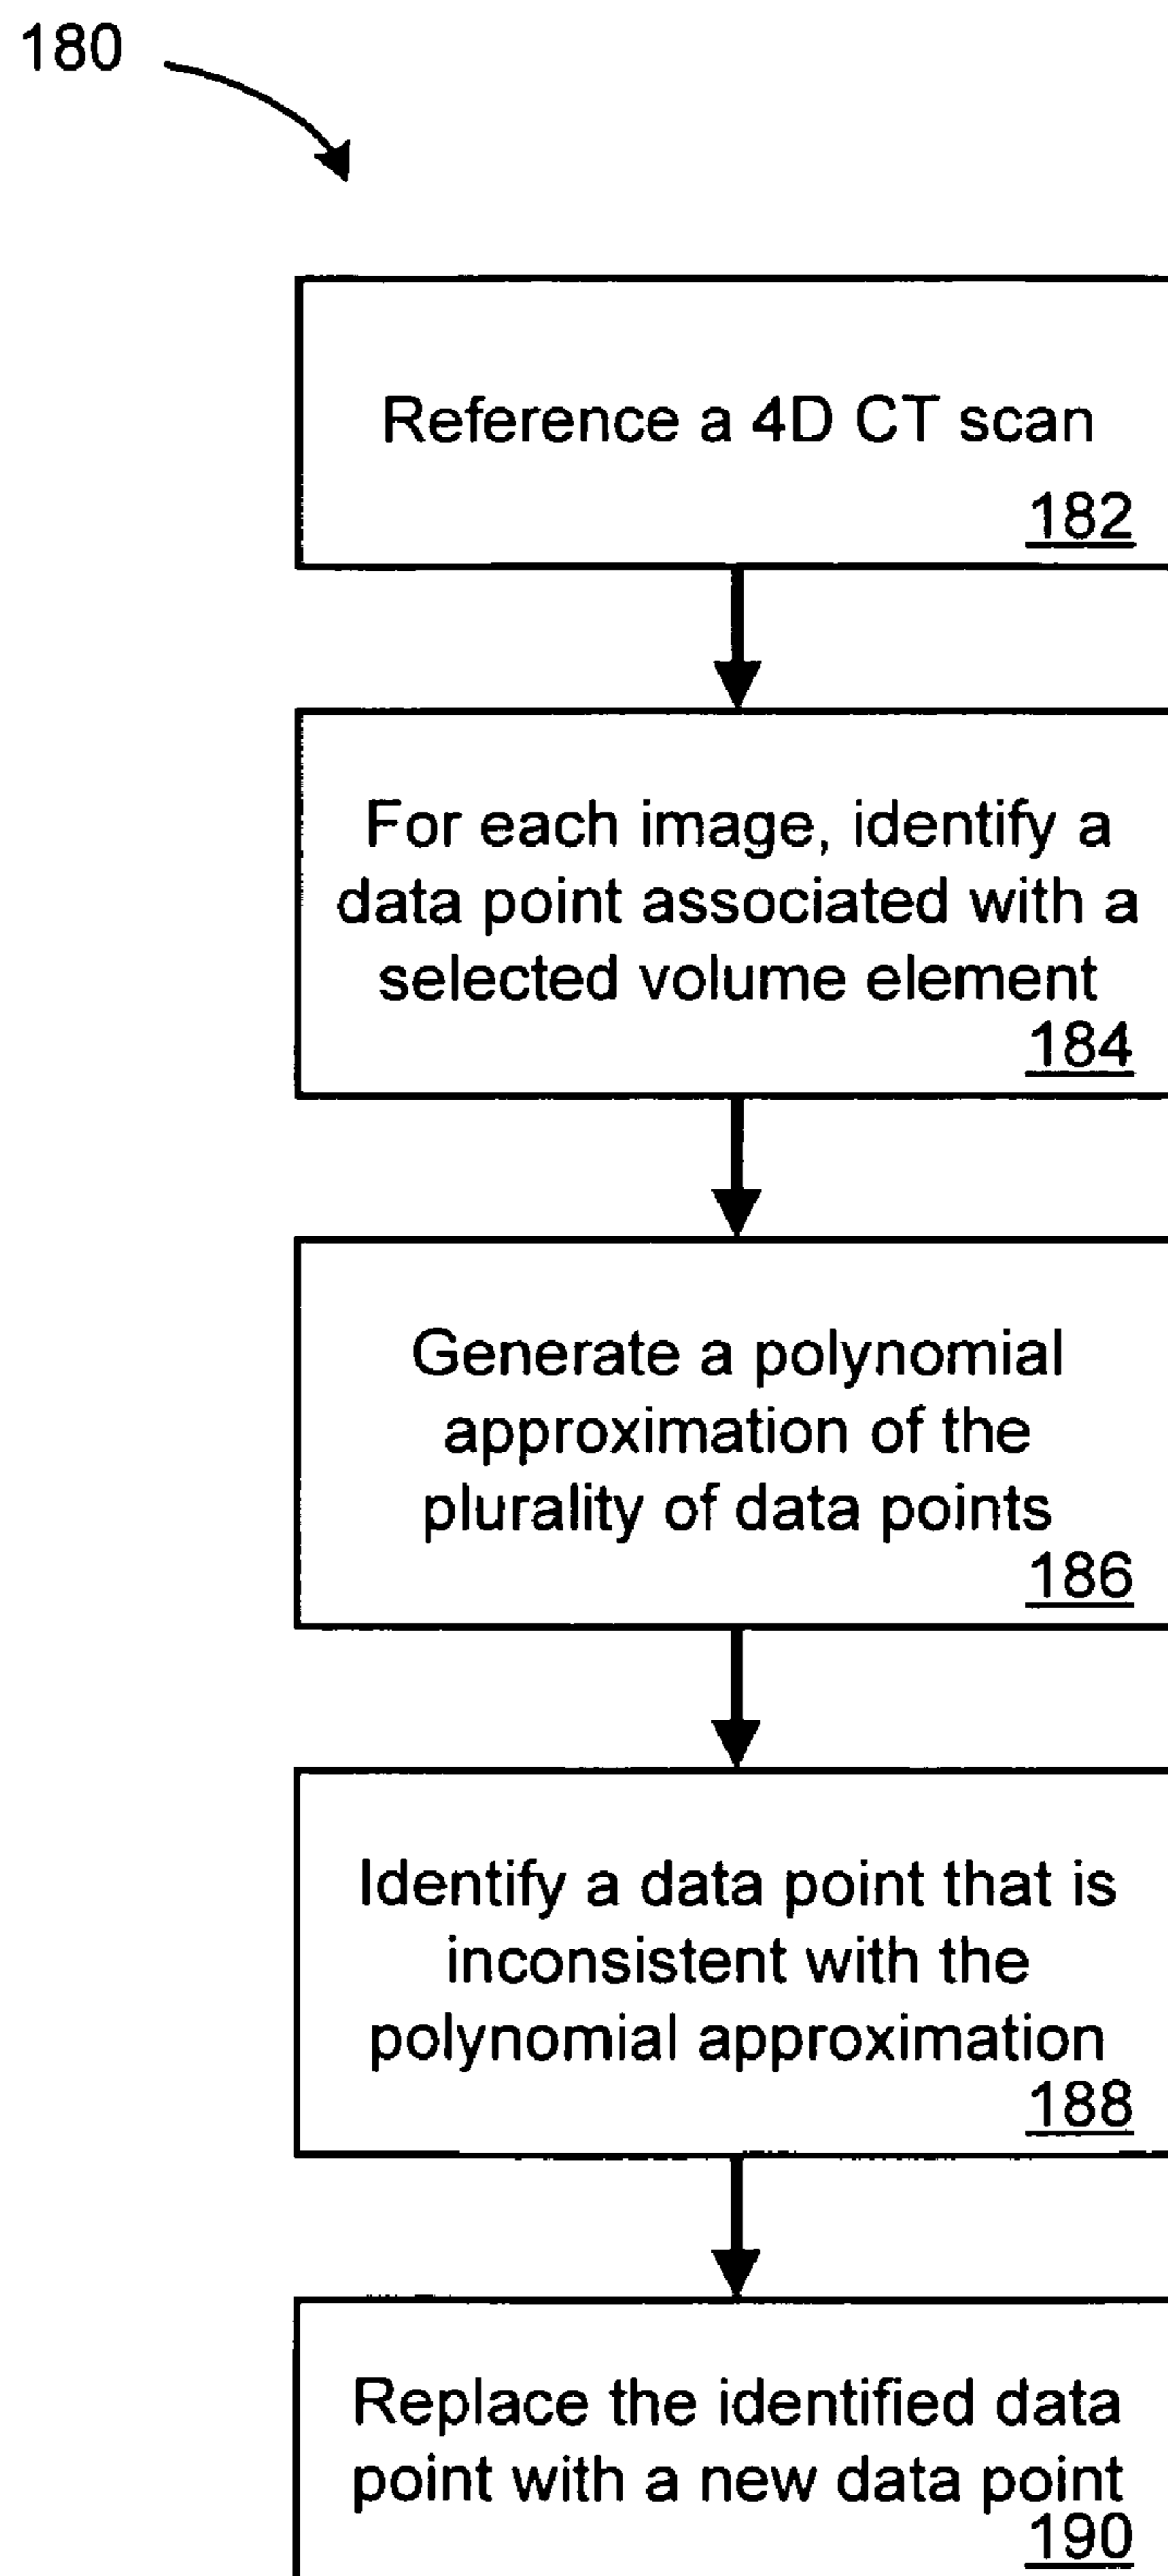 180
Reference a 4D CT scan
182
For each image, identify a
data point associated with a
selected volume element
184
Generate a polynomial
approximation of the
plurality of data points
186
Identify a data point that is
inconsistent with the
polynomial approximation
188
Replace the identified data
point with a new data point
190